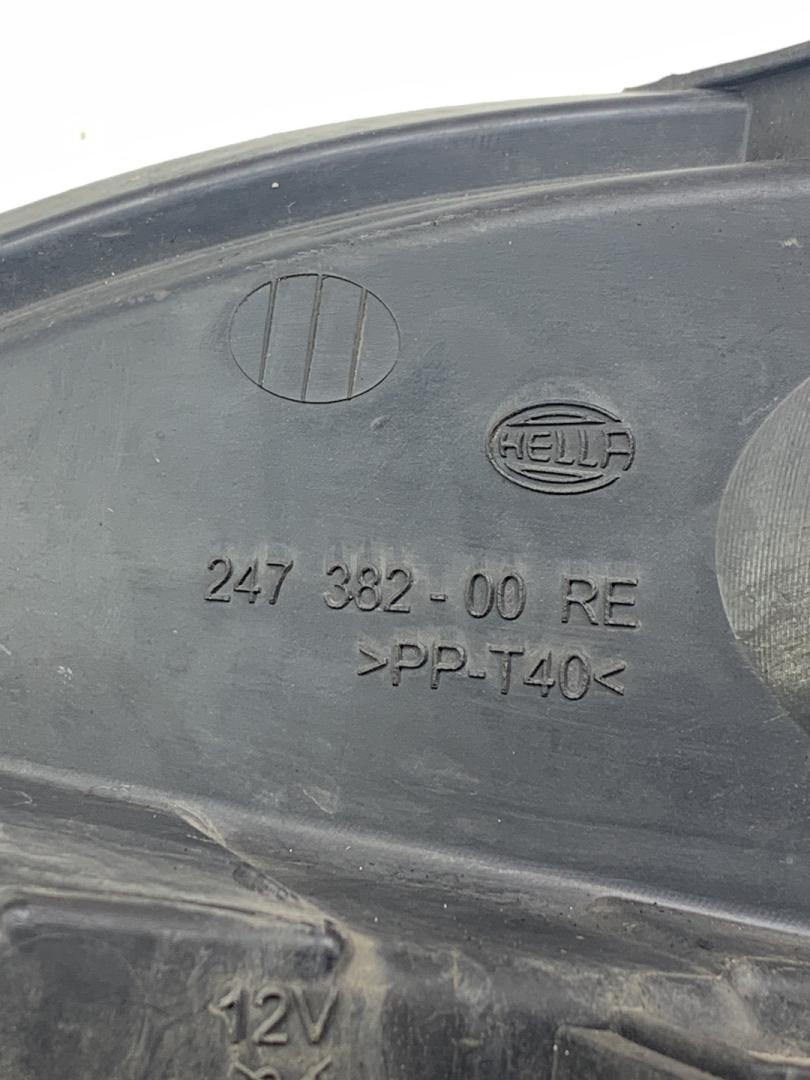 HELLA
247 382-00 RE
>PP-T40<
12V